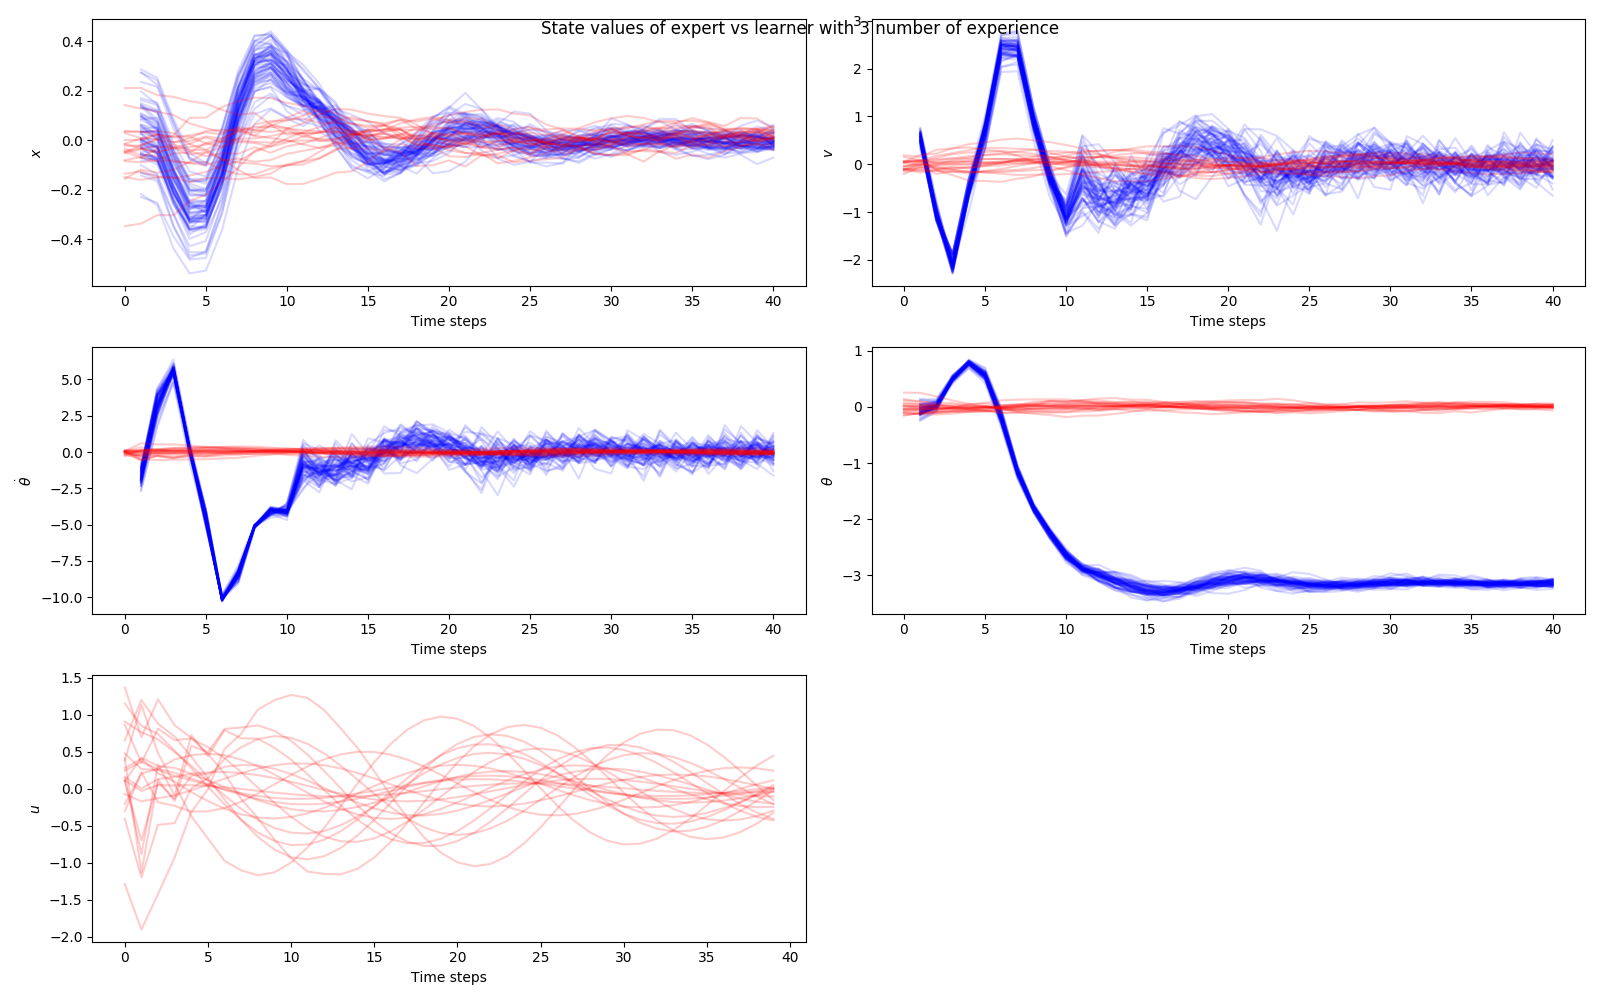 State values of expert vs learner with 3 number of experience
0.4
0.2
0.0
−0.2
−0.4
x
0 5 10 15 20 25 30 35 40
Time steps
3
2
1
0
−1
−2
v
0 5 10 15 20 25 30 35 40
Time steps
5.0
2.5
0.0
−2.5
−5.0
−7.5
−10.0
θ̇
0 5 10 15 20 25 30 35 40
Time steps
1
0
−1
−2
−3
θ
0 5 10 15 20 25 30 35 40
Time steps
1.5
1.0
0.5
0.0
−0.5
−1.0
−1.5
−2.0
u
0 5 10 15 20 25 30 35 40
Time steps